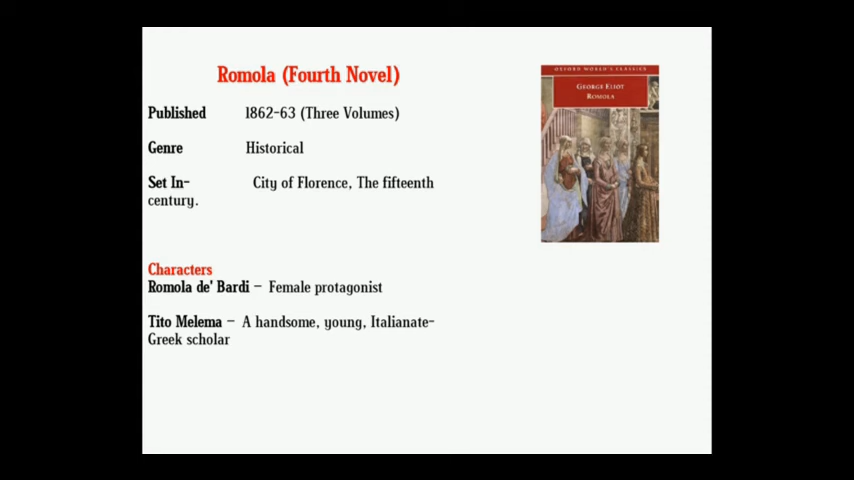 Romola (Fourth Novel)
Published 1862-63 (Three Volumes)
Genre Historical
Set In- City of Florence, The fifteenth
century.
Characters
Romola de' Bardi – Female protagonist
Tito Melema – A handsome, young, Italianate-
Greek scholar
OXFORD WORLD'S CLASSICS
GEORGE ELIOT
ROMOLA